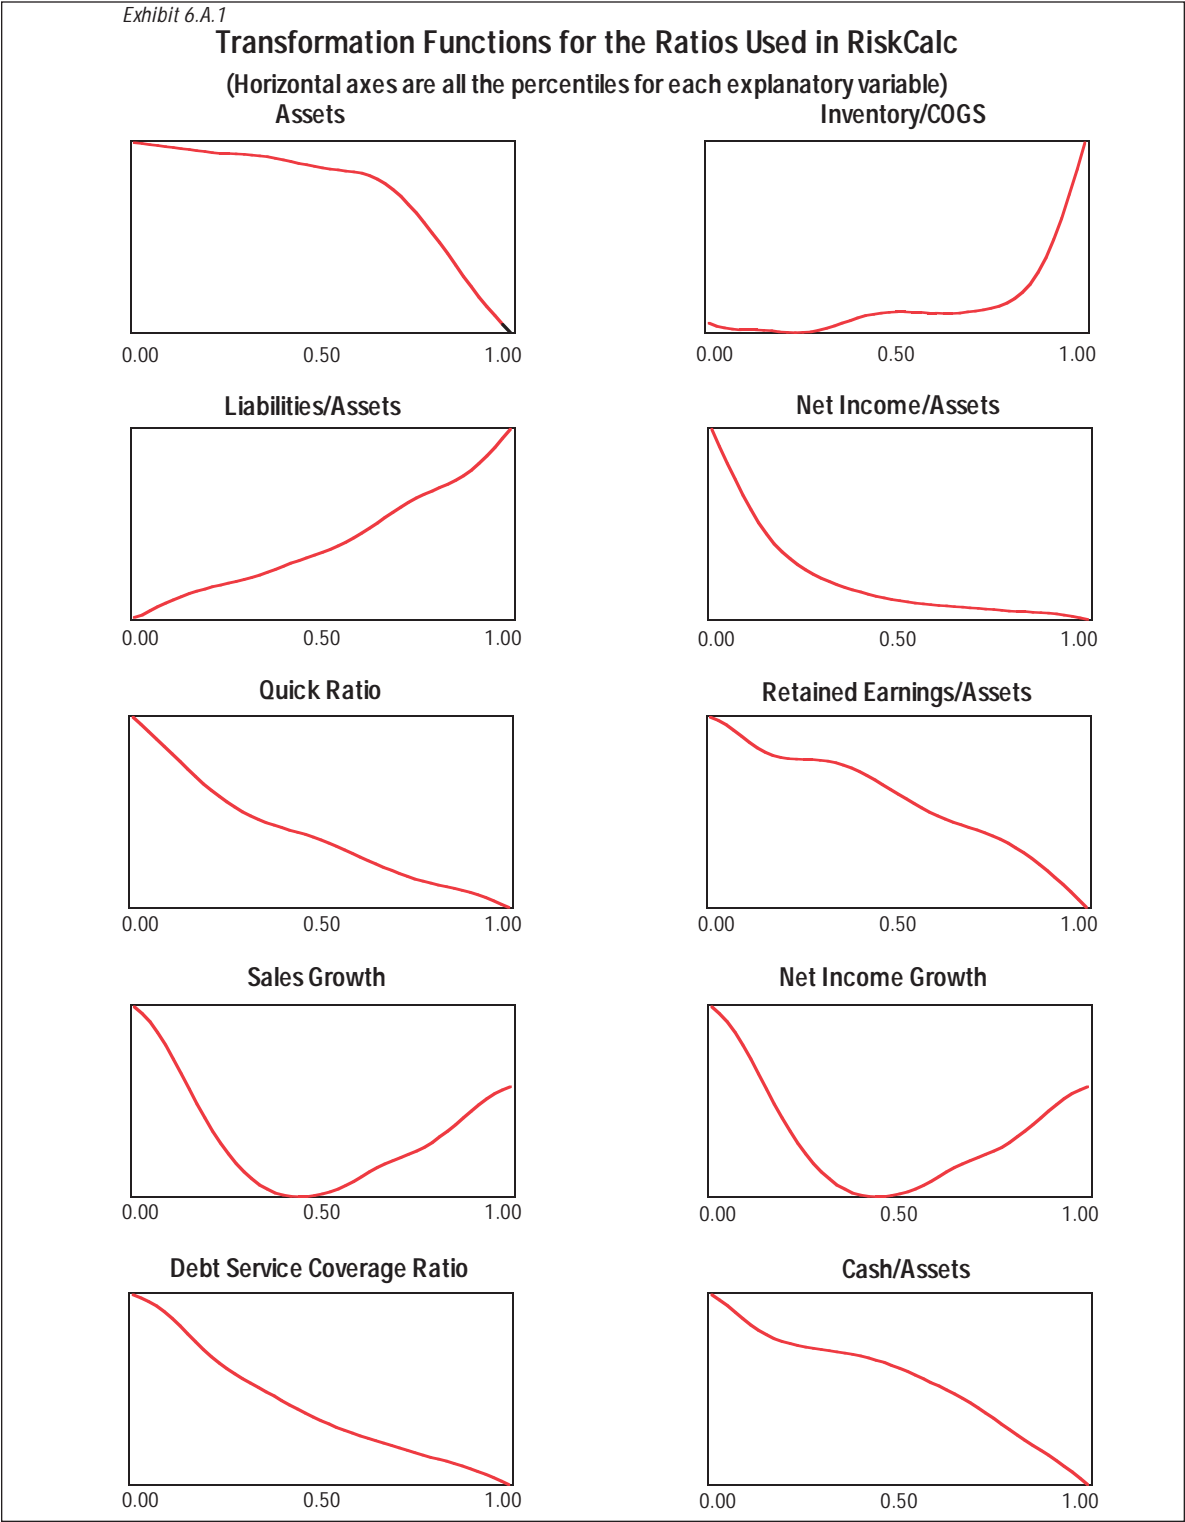 Exhibit 6.A.1
Transformation Functions for the Ratios Used in RiskCalc
(Horizontal axes are all the percentiles for each explanatory variable)
Assets
Inventory/COGS
0.00 0.50 1.00
0.00 0.50 1.00
Liabilities/Assets
Net Income/Assets
0.00 0.50 1.00
0.00 0.50 1.00
Quick Ratio
Retained Earnings/Assets
0.00 0.50 1.00
0.00 0.50 1.00
Sales Growth
Net Income Growth
0.00 0.50 1.00
0.00 0.50 1.00
Debt Service Coverage Ratio
Cash/Assets
0.00 0.50 1.00
0.00 0.50 1.00